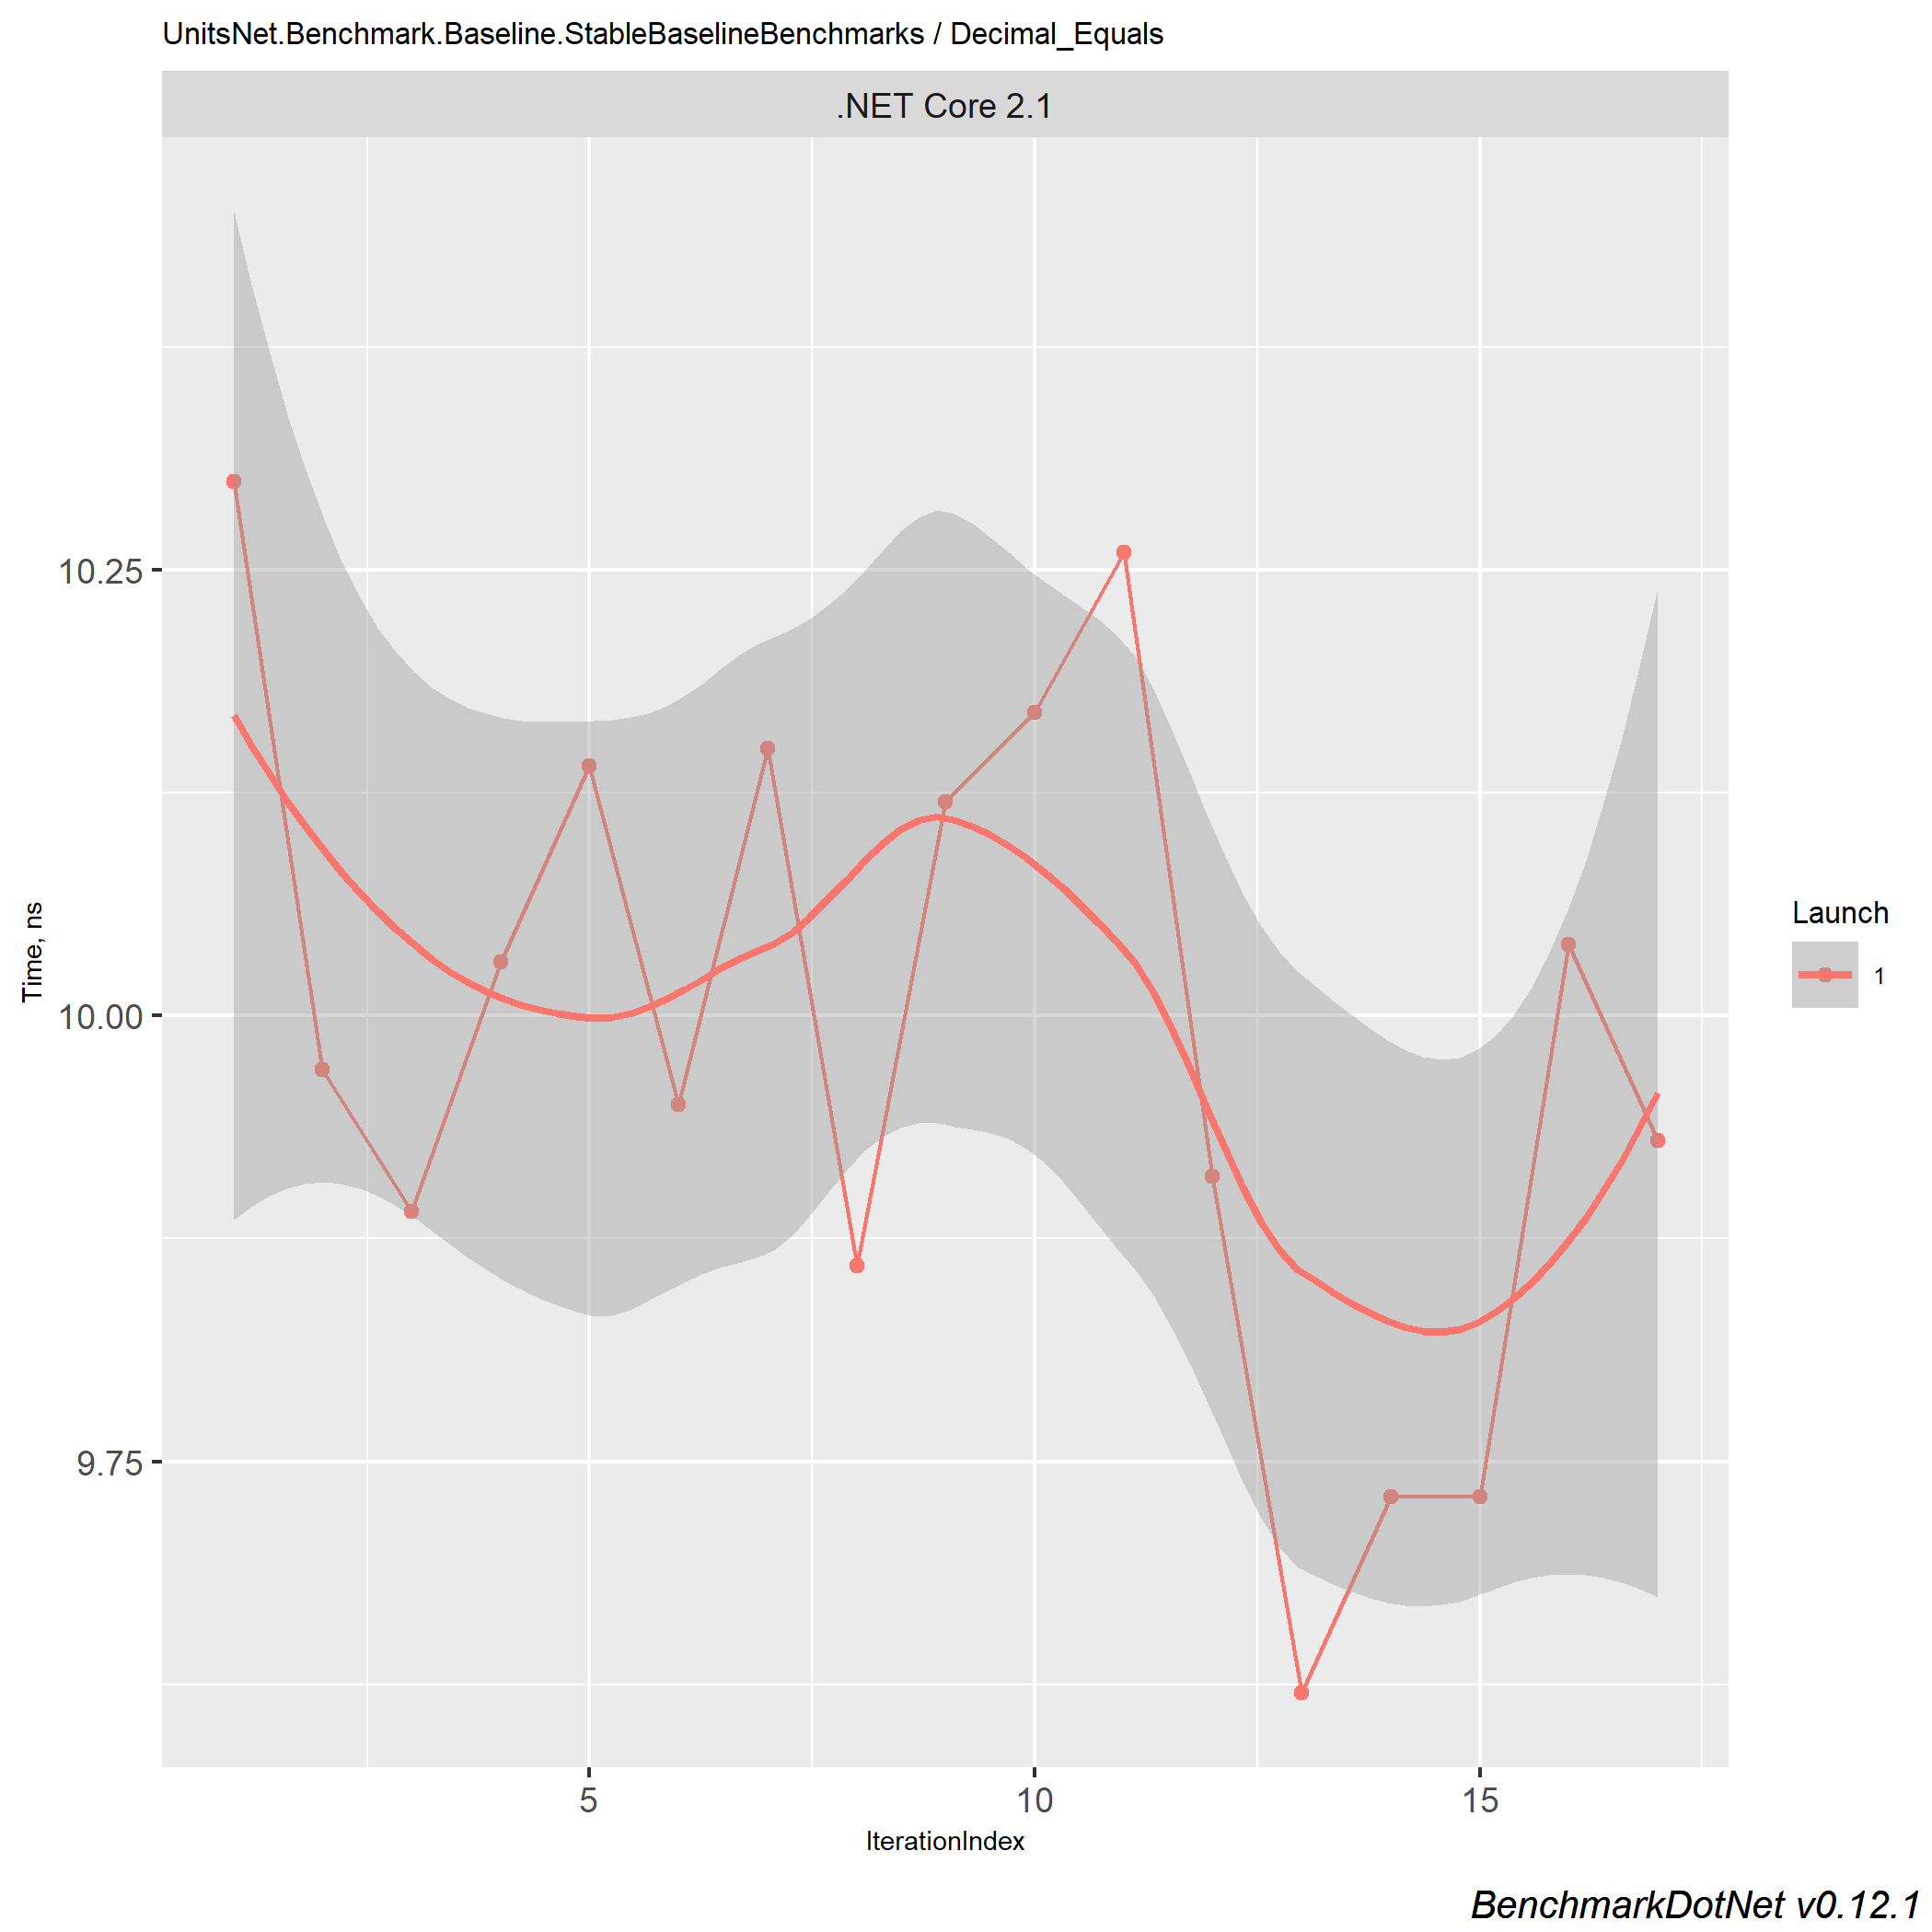 UnitsNet.Benchmark.Baseline.StableBaselineBenchmarks / Decimal_Equals
.NET Core 2.1
10.25
10.00
9.75
Time, ns
5 10 15
IterationIndex
Launch
1
BenchmarkDotNet v0.12.1